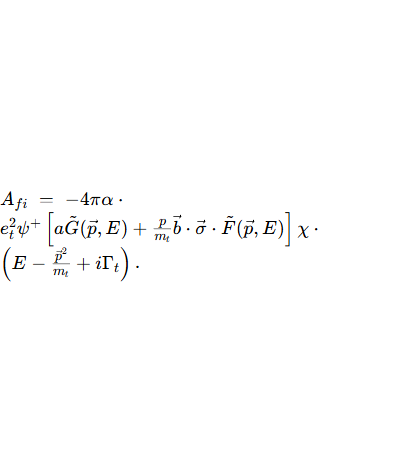 $A_{fi} \ = \ -4\pi\alpha \cdot$
$e_t^2 \psi^+ \left[ a\tilde{G}(\vec{p}, E) + \frac{p}{m_t} \vec{b} \cdot \vec{\sigma} \cdot \tilde{F}(\vec{p}, E) \right] \chi \cdot$
$\left( E - \frac{\vec{p}^2}{m_t} + i\Gamma_t \right).$